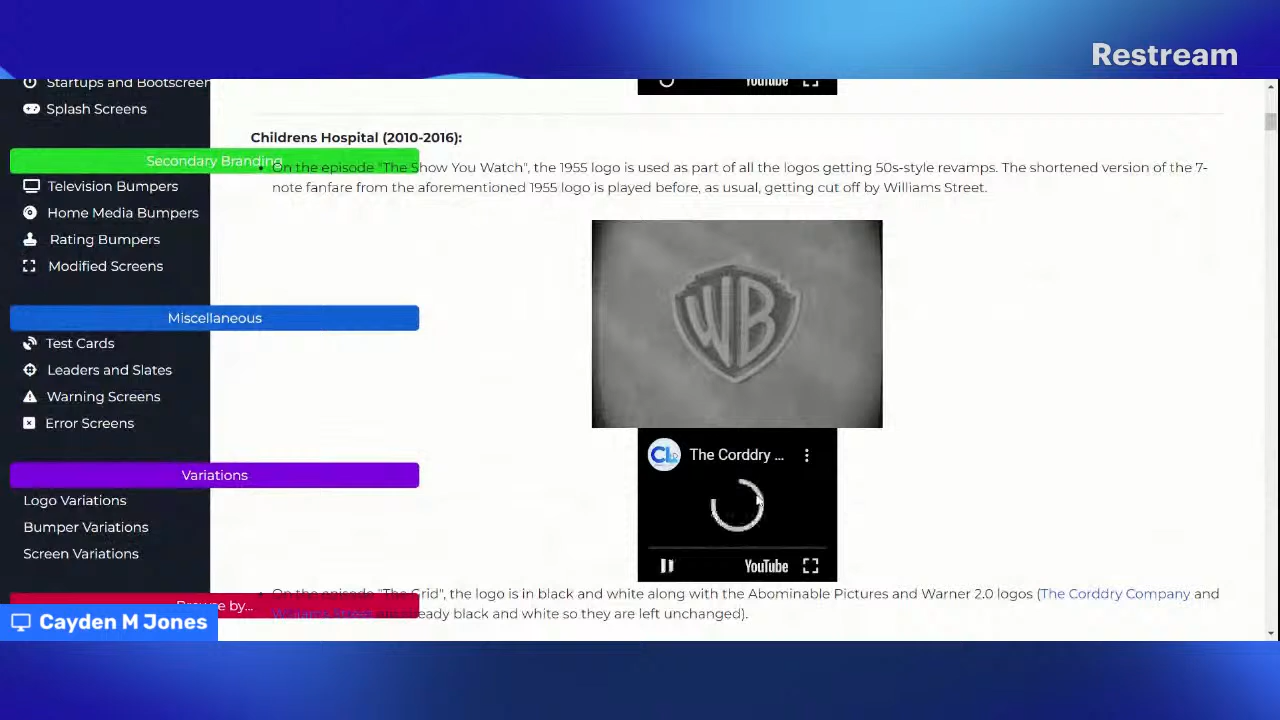 Restream
Startups and Bootscreen
Splash Screens
Secondary Branding
Television Bumpers
Home Media Bumpers
Rating Bumpers
Modified Screens
Miscellaneous
Test Cards
Leaders and Slates
Warning Screens
Error Screens
Variations
Logo Variations
Bumper Variations
Screen Variations
Browse by...
Cayden M Jones
YouTube
Childrens Hospital (2010-2016):
On the episode "The Show You Watch", the 1955 logo is used as part of all the logos getting 50s-style revamps. The shortened version of the 7-
note fanfare from the aforementioned 1955 logo is played before, as usual, getting cut off by Williams Street.
WB
CL
The Corddry ...
YouTube
On the episode "The Grid", the logo is in black and white along with the Abominable Pictures and Warner 2.0 logos (The Corddry Company and
Williams Street are already black and white so they are left unchanged).